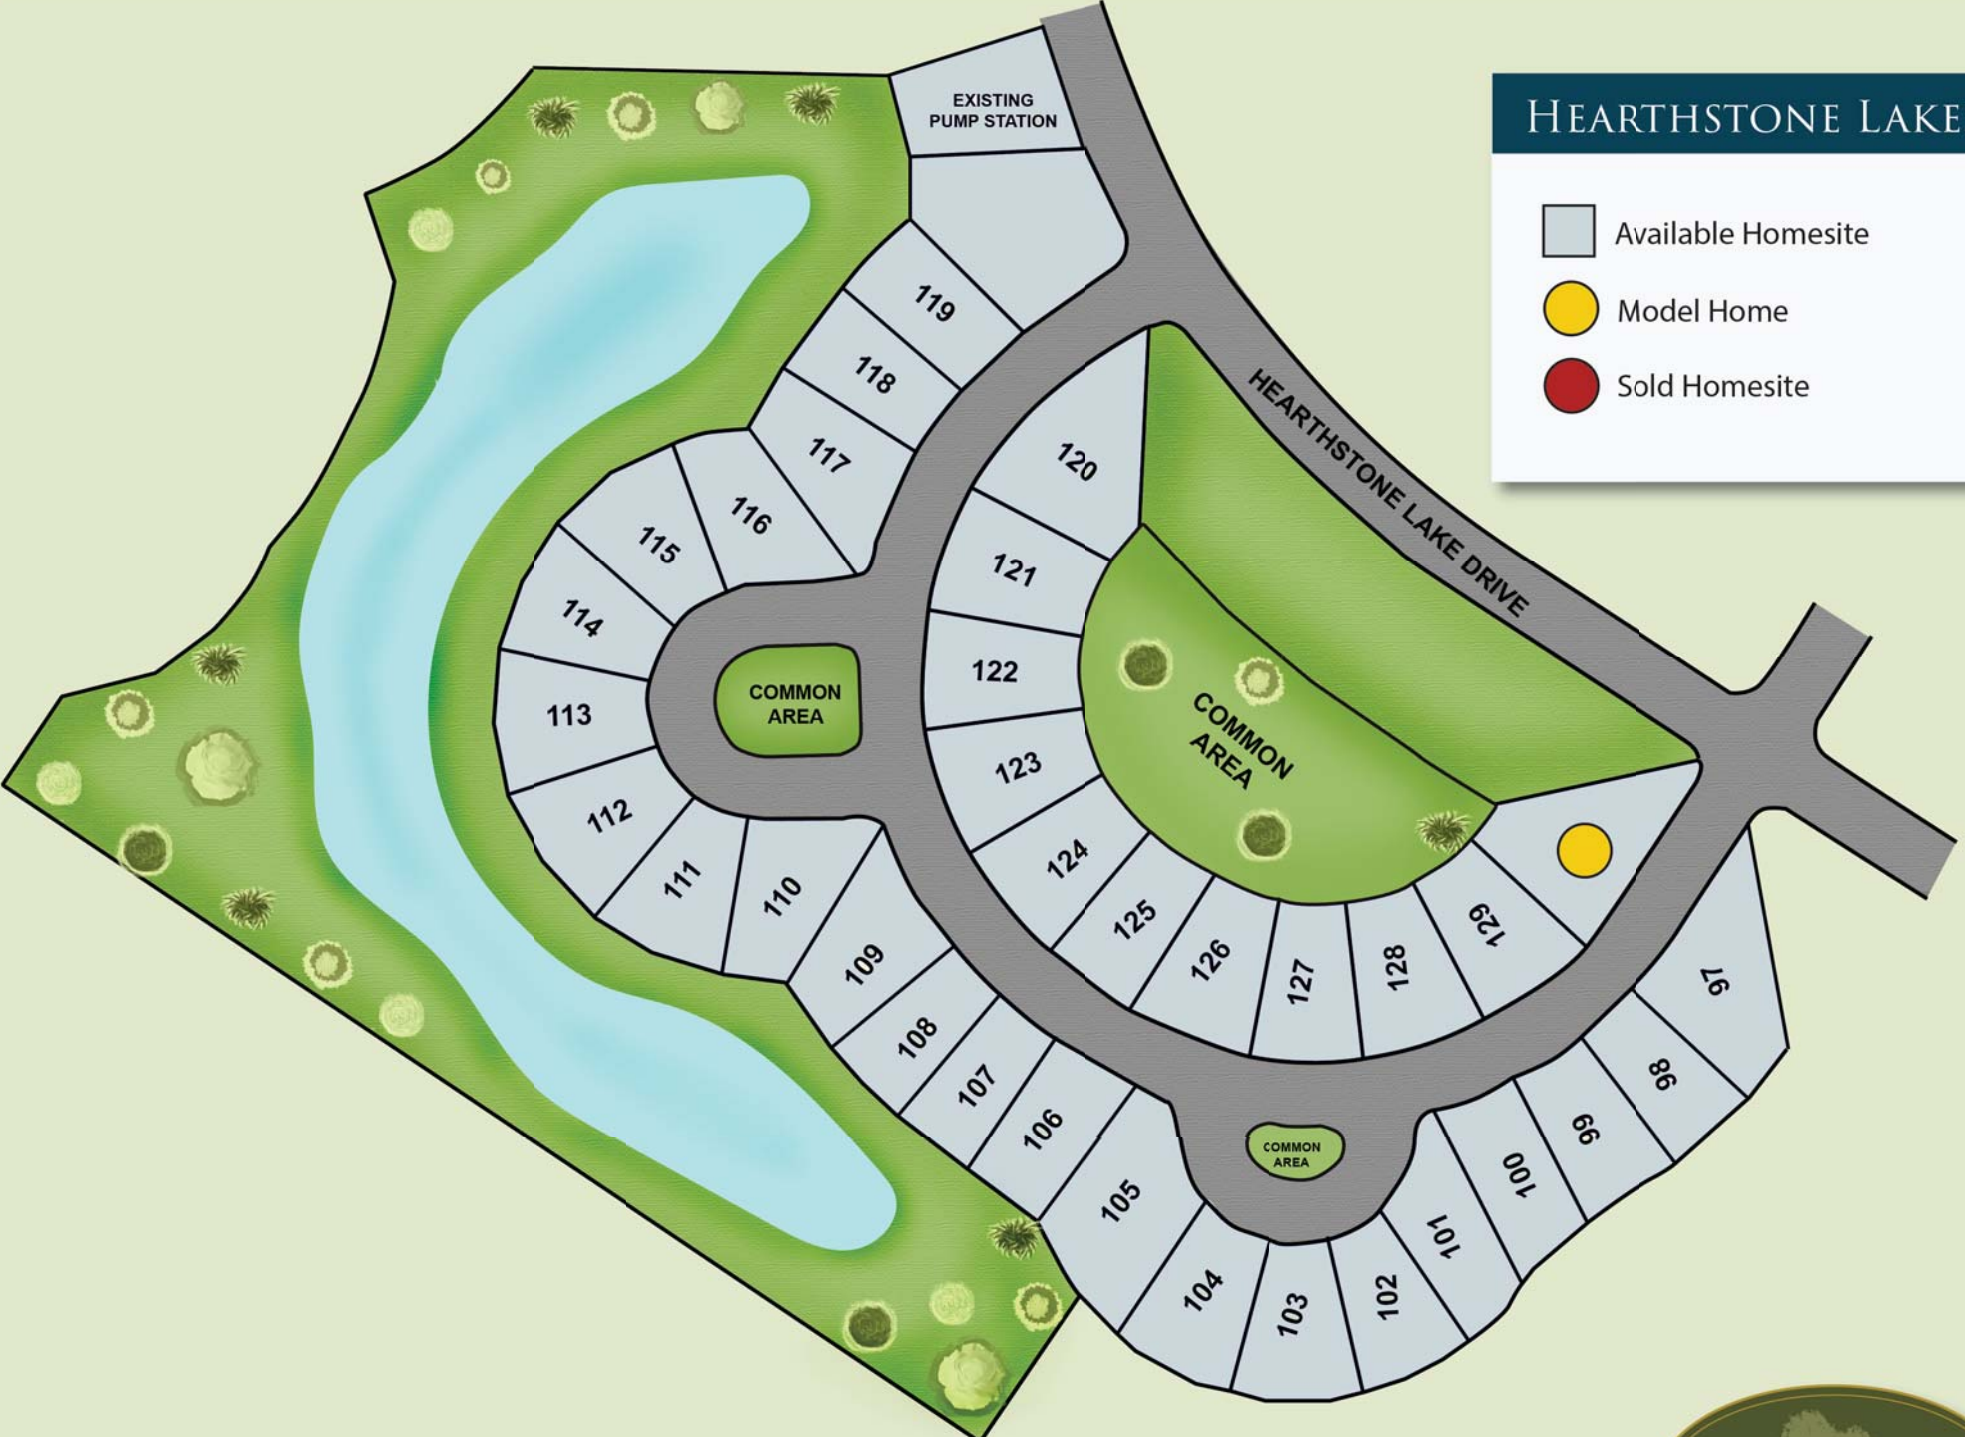 EXISTING
PUMP STATION
HEARTHSTONE LAKE
Available Homesite
Model Home
Sold Homesite
119
118
117
116
115
114
113
112
111
110
109
108
107
106
105
104
103
102
101
100
99
98
97
120
121
122
123
124
125
126
127
128
129
HEARTHSTONE LAKE DRIVE
COMMON
AREA
COMMON
AREA
COMMON
AREA